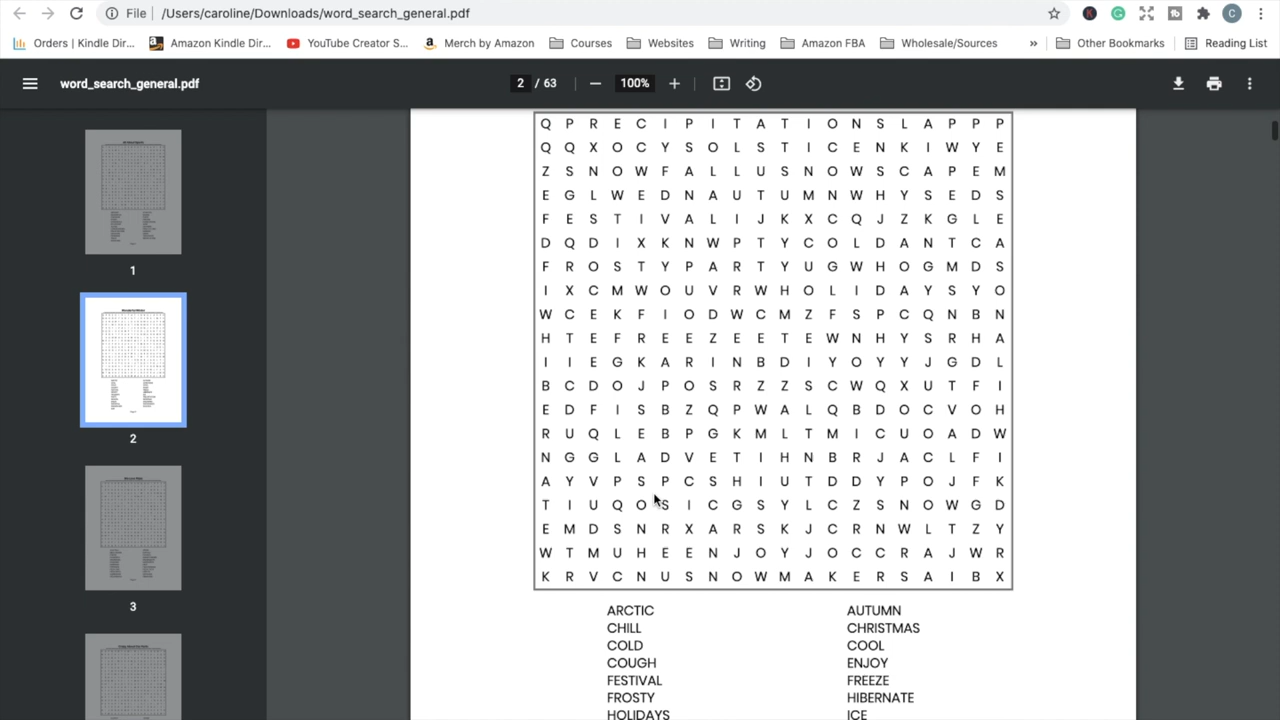 File /Users/caroline/Downloads/word_search_general.pdf C
Orders | Kindle Dir... Amazon Kindle Dir... YouTube Creator S... Merch by Amazon Courses Websites Writing Amazon FBA Wholesale/Sources » Other Bookmarks Reading List
word_search_general.pdf 2 / 63 100%
1
2
3
Q P R E C I P I T A T I O N S L A P P P
Q Q X O C Y S O L S T I C E N K I W Y E
Z S N O W F A L L U S N O W S C A P E M
E G L W E D N A U T U M N W H Y S E D S
F E S T I V A L I J K X C Q J Z K G L E
D Q D I X K N W P T Y C O L D A N T C A
F R O S T Y P A R T Y U G W H O G M D S
I X C M W O U V R W H O L I D A Y S Y O
W C E K F I O D W C M Z F S P C Q N B N
H T E F R E E Z E E T E W N H Y S R H A
I I E G K A R I N B D I Y O Y Y J G D L
B C D O J P O S R Z Z S C W Q X U T F I
E D F I S B Z Q P W A L Q B D O C V O H
R U Q L E B P G K M L T M I C U O A D W
N G G L A D V E T I H N B R J A C L F I
A Y V P S P C S H I U T D D Y P O J F K
T I U Q O S I C G S Y L C Z S N O W G D
E M D S N R X A R S K J C R N W L T Z Y
W T M U H E E N J O Y J O C C R A J W R
K R V C N U S N O W M A K E R S A I B X
ARCTIC AUTUMN
CHILL CHRISTMAS
COLD COOL
COUGH ENJOY
FESTIVAL FREEZE
FROSTY HIBERNATE
HOLIDAYS ICE